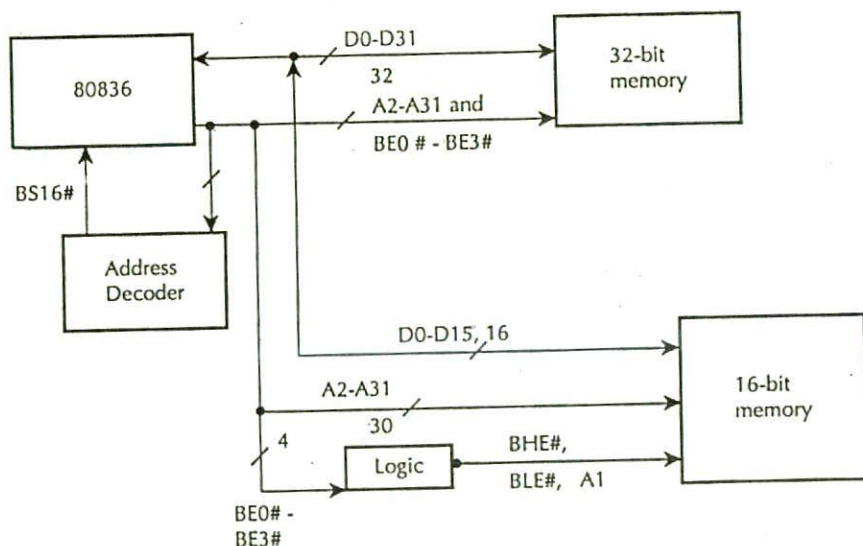 80836
D0-D31
32
32-bit
memory
A2-A31 and
BE0 # - BE3#
BS16#
Address
Decoder
D0-D15, 16
16-bit
memory
A2-A31
30
4
Logic
BHE#,
BLE#, A1
BE0# -
BE3#